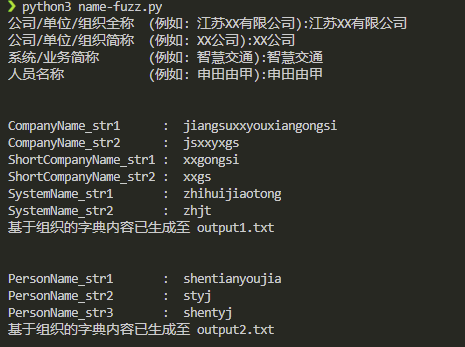 ❯ python3 name-fuzz.py
公司/单位/组织全称 (例如: 江苏XX有限公司):江苏XX有限公司
公司/单位/组织简称 (例如: XX公司):XX公司
系统/业务简称 (例如: 智慧交通):智慧交通
人员名称 (例如: 申田由甲):申田由甲
CompanyName_str1 : jiangsuxxyouxiangongsi
CompanyName_str2 : jsxxyxgs
ShortCompanyName_str1 : xxgongsi
ShortCompanyName_str2 : xxgs
SystemName_str1 : zhihuijiaotong
SystemName_str2 : zhjt
基于组织的字典内容已生成至 output1.txt
PersonName_str1 : shentianyoujia
PersonName_str2 : styj
PersonName_str3 : shentyj
基于组织的字典内容已生成至 output2.txt